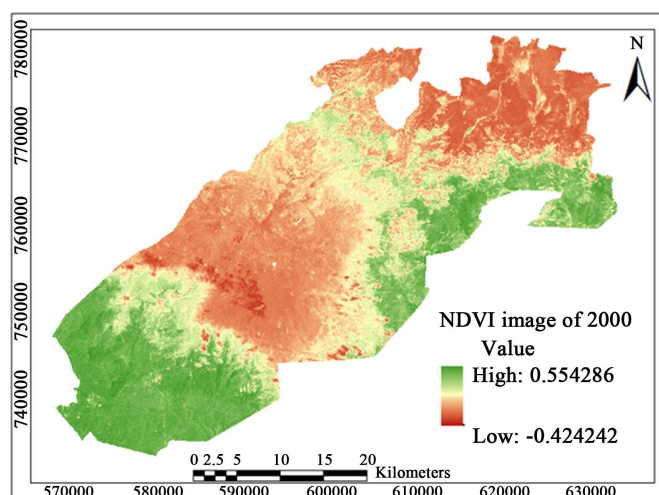 780000
770000
760000
750000
740000
N
NDVI image of 2000
Value
High: 0.554286
Low: -0.424242
0 2.5 5 10 15 20
Kilometers
570000 580000 590000 600000 610000 620000 630000